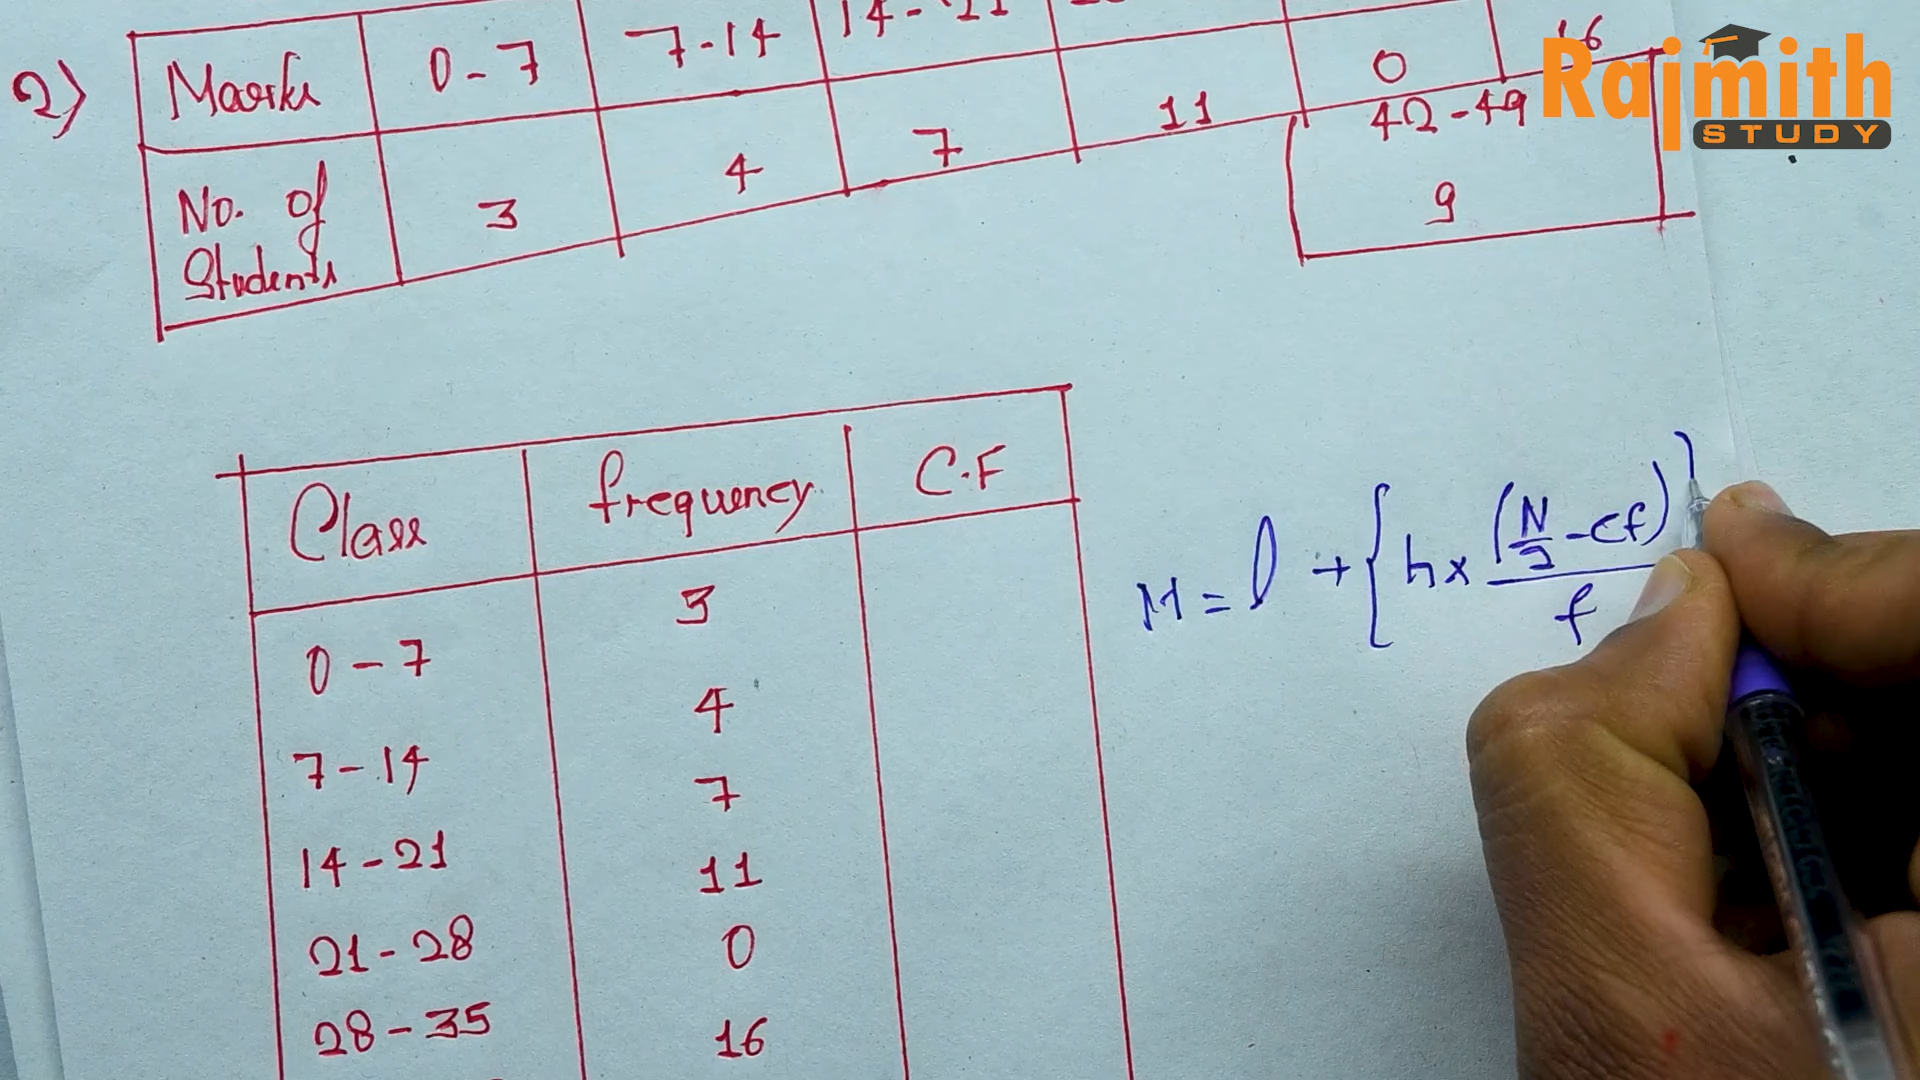 2)
Marks 0-7 7-14 14-21
No. of Students 3 4 7 11 0 16
42-49
9
Rajmith
STUDY
Class frequency C.F
0-7 3
7-14 4
14-21 7
21-28 11
28-35 0
16
M = l + { h × (N/2 - cf) / f }